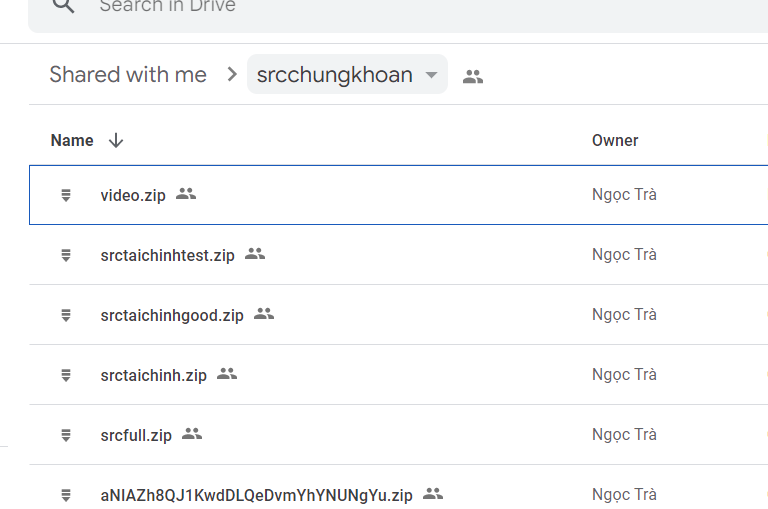 Search in Drive
Shared with me > srcchungkhoan
Name Owner
video.zip Ngọc Trà
srctaichinhtest.zip Ngọc Trà
srctaichinhgood.zip Ngọc Trà
srctaichinh.zip Ngọc Trà
srcfull.zip Ngọc Trà
aNIAZh8QJ1KwdDLQeDvmYhYNUNgYu.zip Ngọc Trà